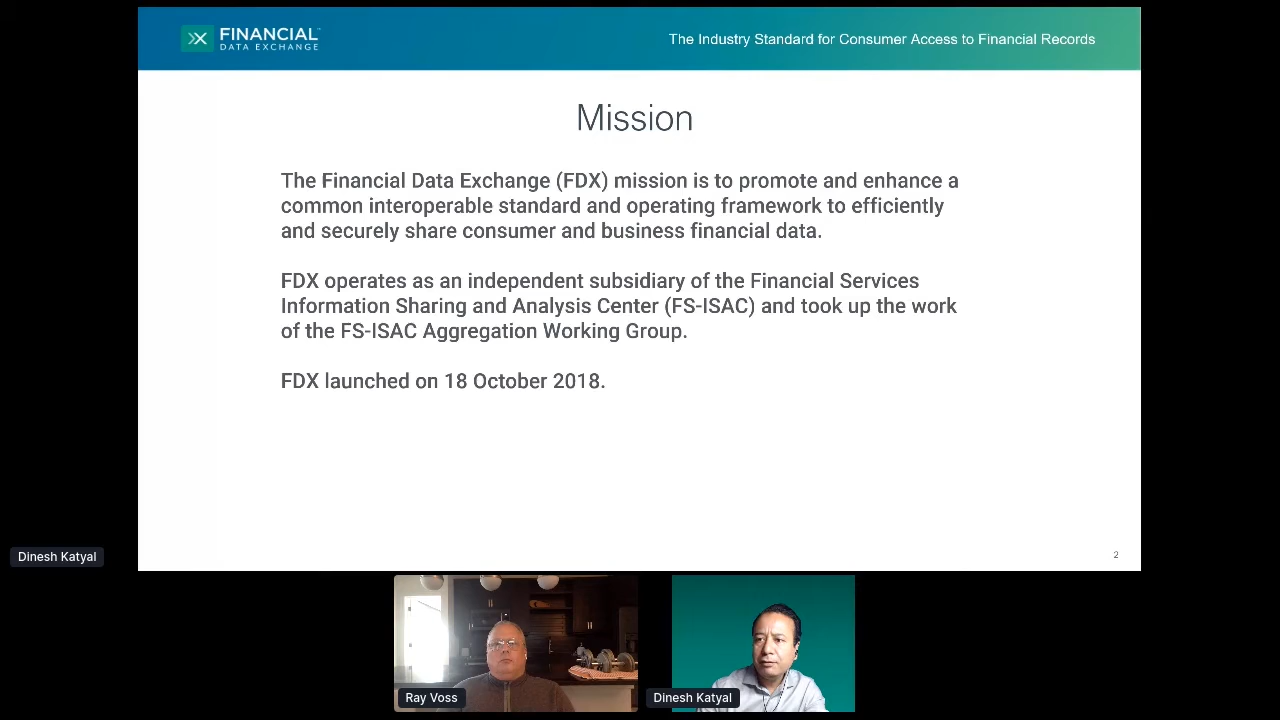 FINANCIAL
DATA EXCHANGE
The Industry Standard for Consumer Access to Financial Records
Mission
The Financial Data Exchange (FDX) mission is to promote and enhance a
common interoperable standard and operating framework to efficiently
and securely share consumer and business financial data.
FDX operates as an independent subsidiary of the Financial Services
Information Sharing and Analysis Center (FS-ISAC) and took up the work
of the FS-ISAC Aggregation Working Group.
FDX launched on 18 October 2018.
2
Dinesh Katyal
Ray Voss
Dinesh Katyal